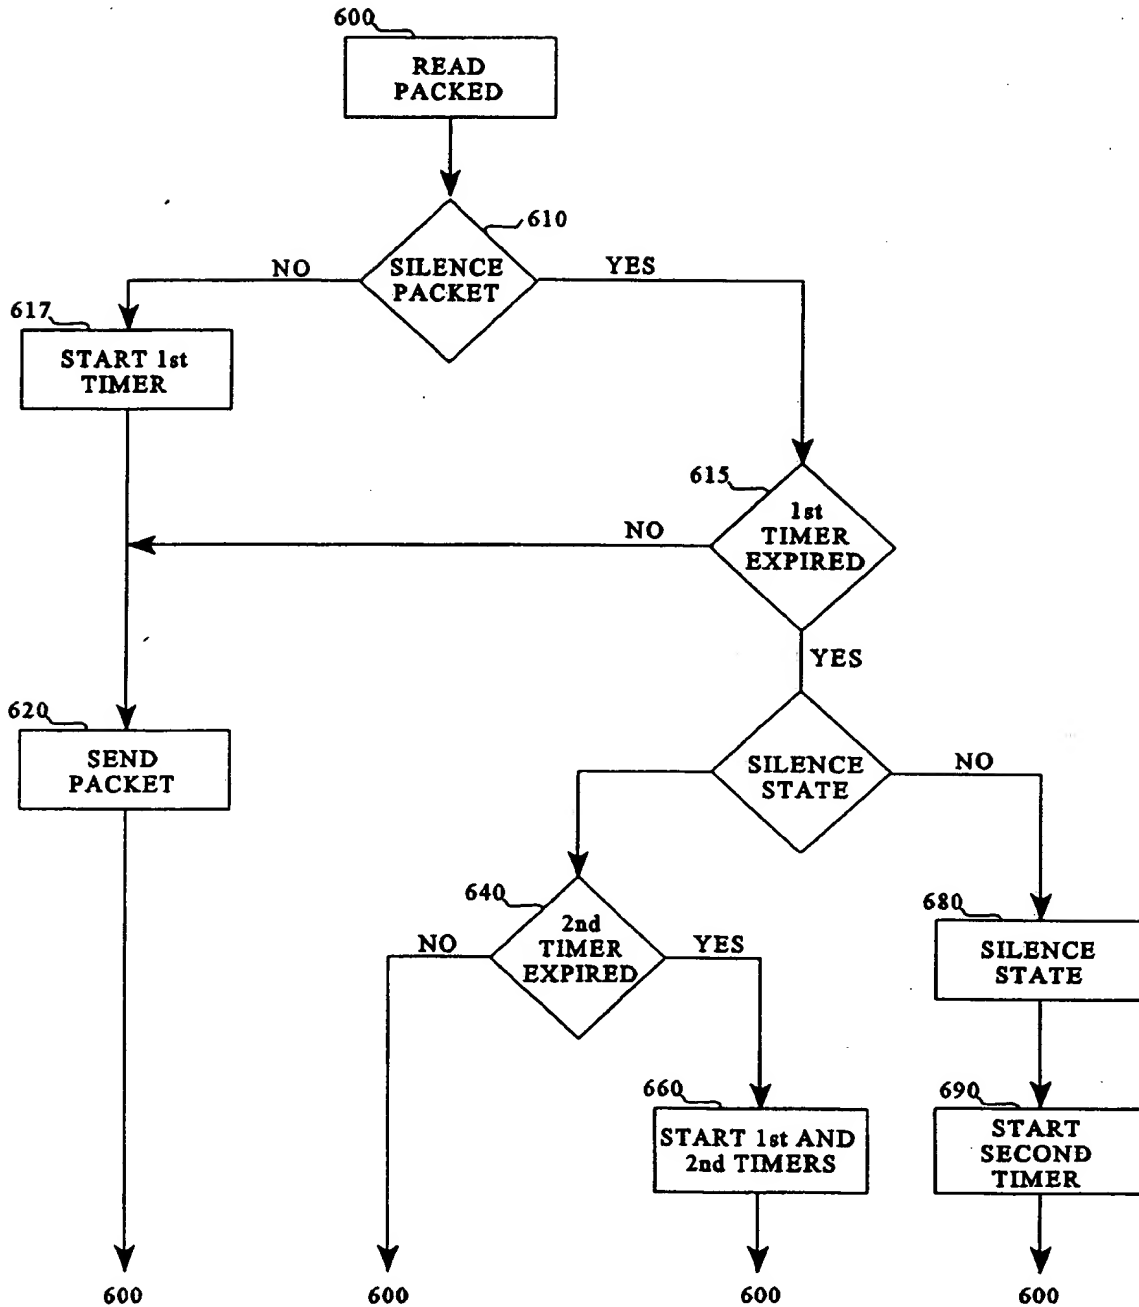 600
READ
PACKED
610
SILENCE
PACKET
NO
YES
617
START 1st
TIMER
615
1st
TIMER
EXPIRED
NO
YES
620
SEND
PACKET
SILENCE
STATE
NO
640
2nd
TIMER
EXPIRED
NO
YES
680
SILENCE
STATE
660
START 1st AND
2nd TIMERS
690
START
SECOND
TIMER
600
600
600
600